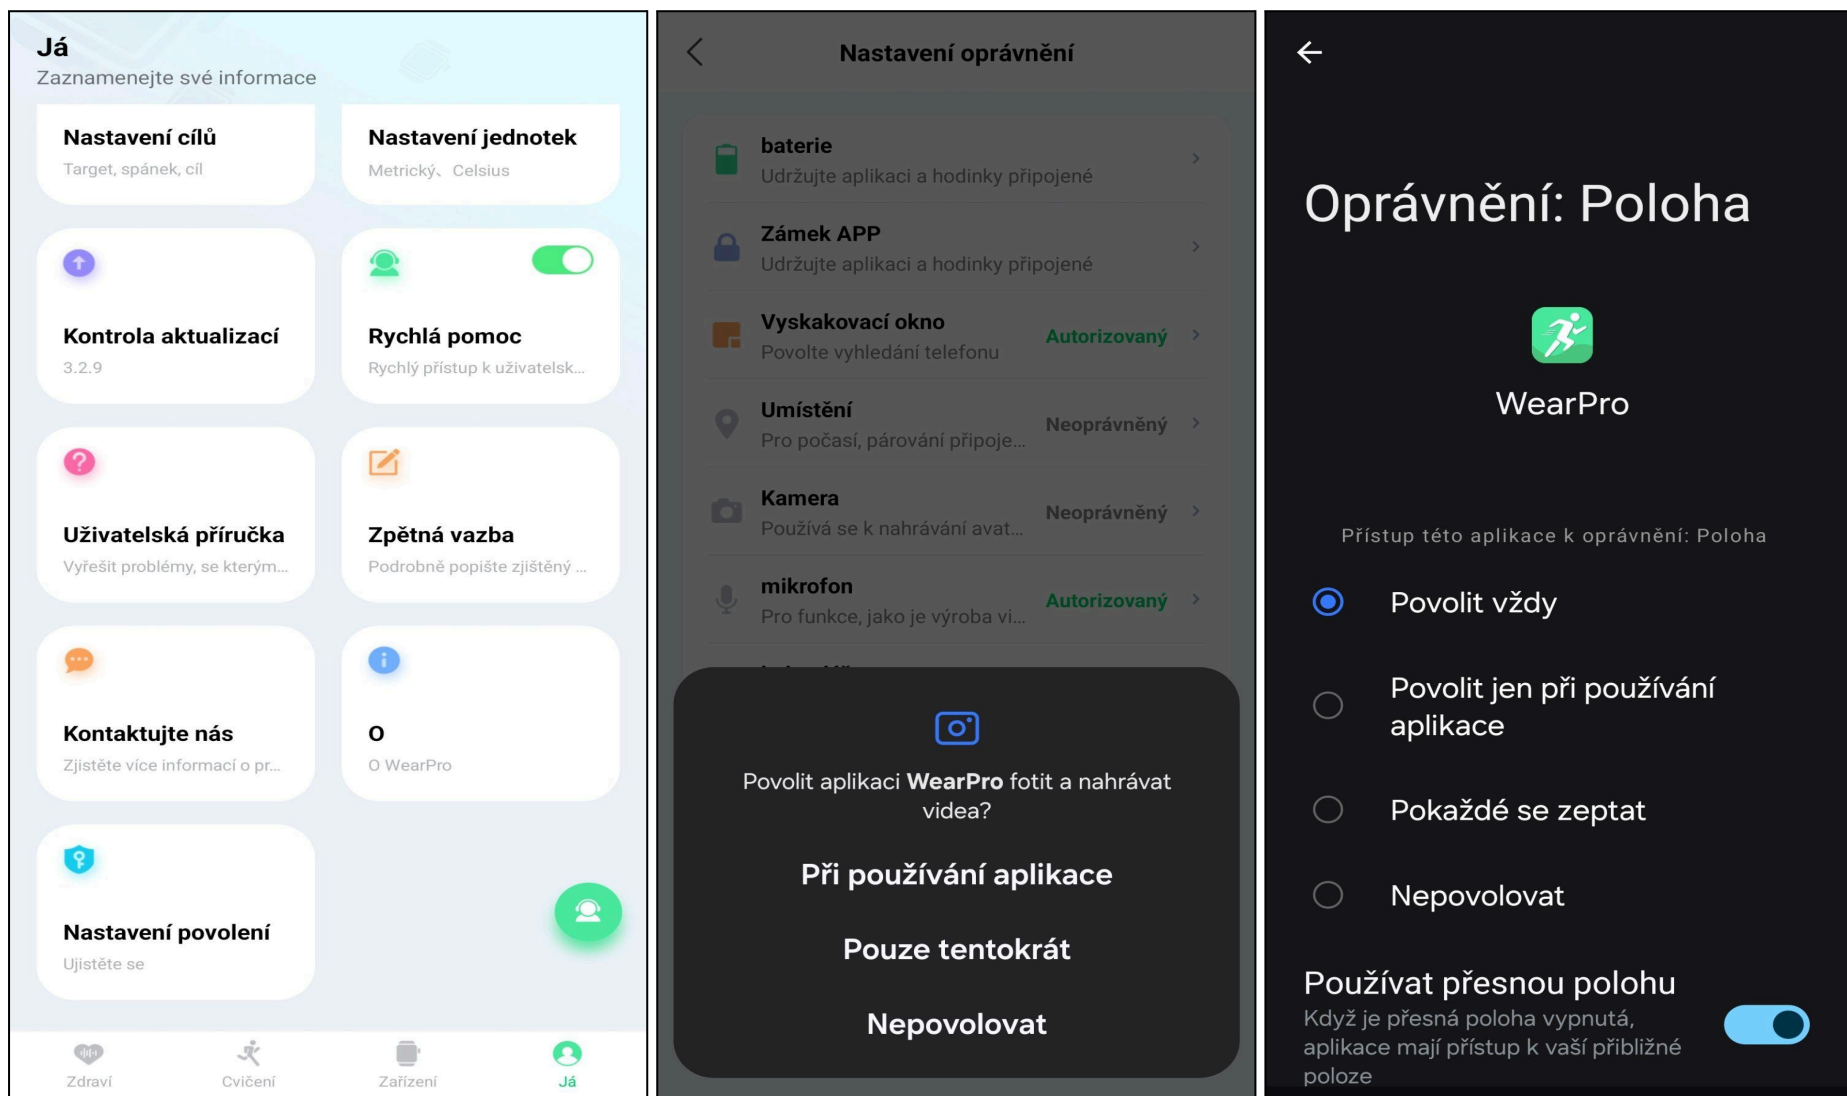 Já
Zaznamenejte své informace
Nastavení cílů
Target, spánek, cíl
Nastavení jednotek
Metrický、Celsius
Kontrola aktualizací
3.2.9
Rychlá pomoc
Rychlý přístup k uživatelsk...
Uživatelská příručka
Vyřešit problémy, se kterým...
Zpětná vazba
Podrobně popište zjištěný ...
Kontaktujte nás
Zjistěte více informací o pr...
O
O WearPro
Nastavení povolení
Ujistěte se
Zdraví
Cvičení
Zařízení
Já
Nastavení oprávnění
baterie
Udržujte aplikaci a hodinky připojené
Zámek APP
Udržujte aplikaci a hodinky připojené
Vyskakovací okno
Povolte vyhledání telefonu
Autorizovaný
Umístění
Pro počasí, párování připoje...
Neoprávněný
Kamera
Používá se k nahrávání avat...
Neoprávněný
mikrofon
Pro funkce, jako je výroba vi...
Autorizovaný
Povolit aplikaci WearPro fotit a nahrávat
videa?
Při používání aplikace
Pouze tentokrát
Nepovolovat
Oprávnění: Poloha
WearPro
Přístup této aplikace k oprávnění: Poloha
Povolit vždy
Povolit jen při používání
aplikace
Pokaždé se zeptat
Nepovolovat
Používat přesnou polohu
Když je přesná poloha vypnutá,
aplikace mají přístup k vaší přibližné
poloze